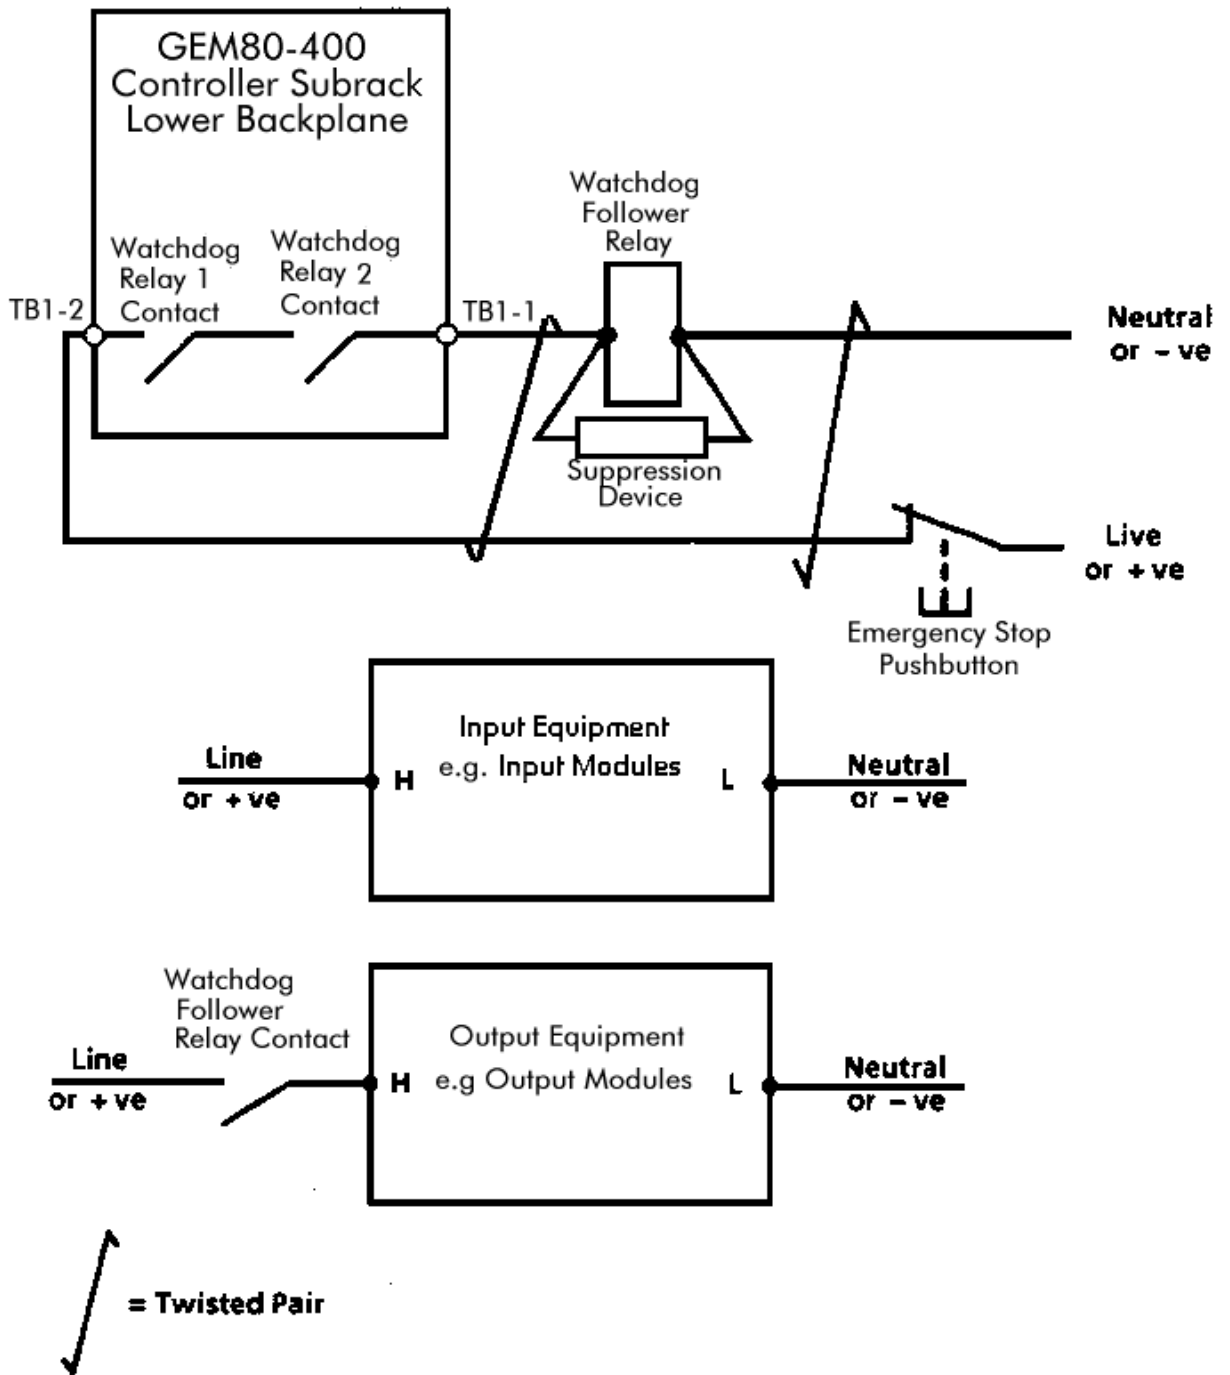 GEM80-400
Controller Subrack
Lower Backplane
Watchdog
Relay 1
Contact
Watchdog
Relay 2
Contact
TB1-2
TB1-1
Watchdog
Follower
Relay
Neutral
or - ve
Suppression
Device
Live
or + ve
Emergency Stop
Pushbutton
Input Equipment
e.g. Input Modules
Line
or + ve
H
L
Neutral
or - ve
Watchdog
Follower
Relay Contact
Output Equipment
e.g Output Modules
Line
or + ve
H
L
Neutral
or - ve
= Twisted Pair